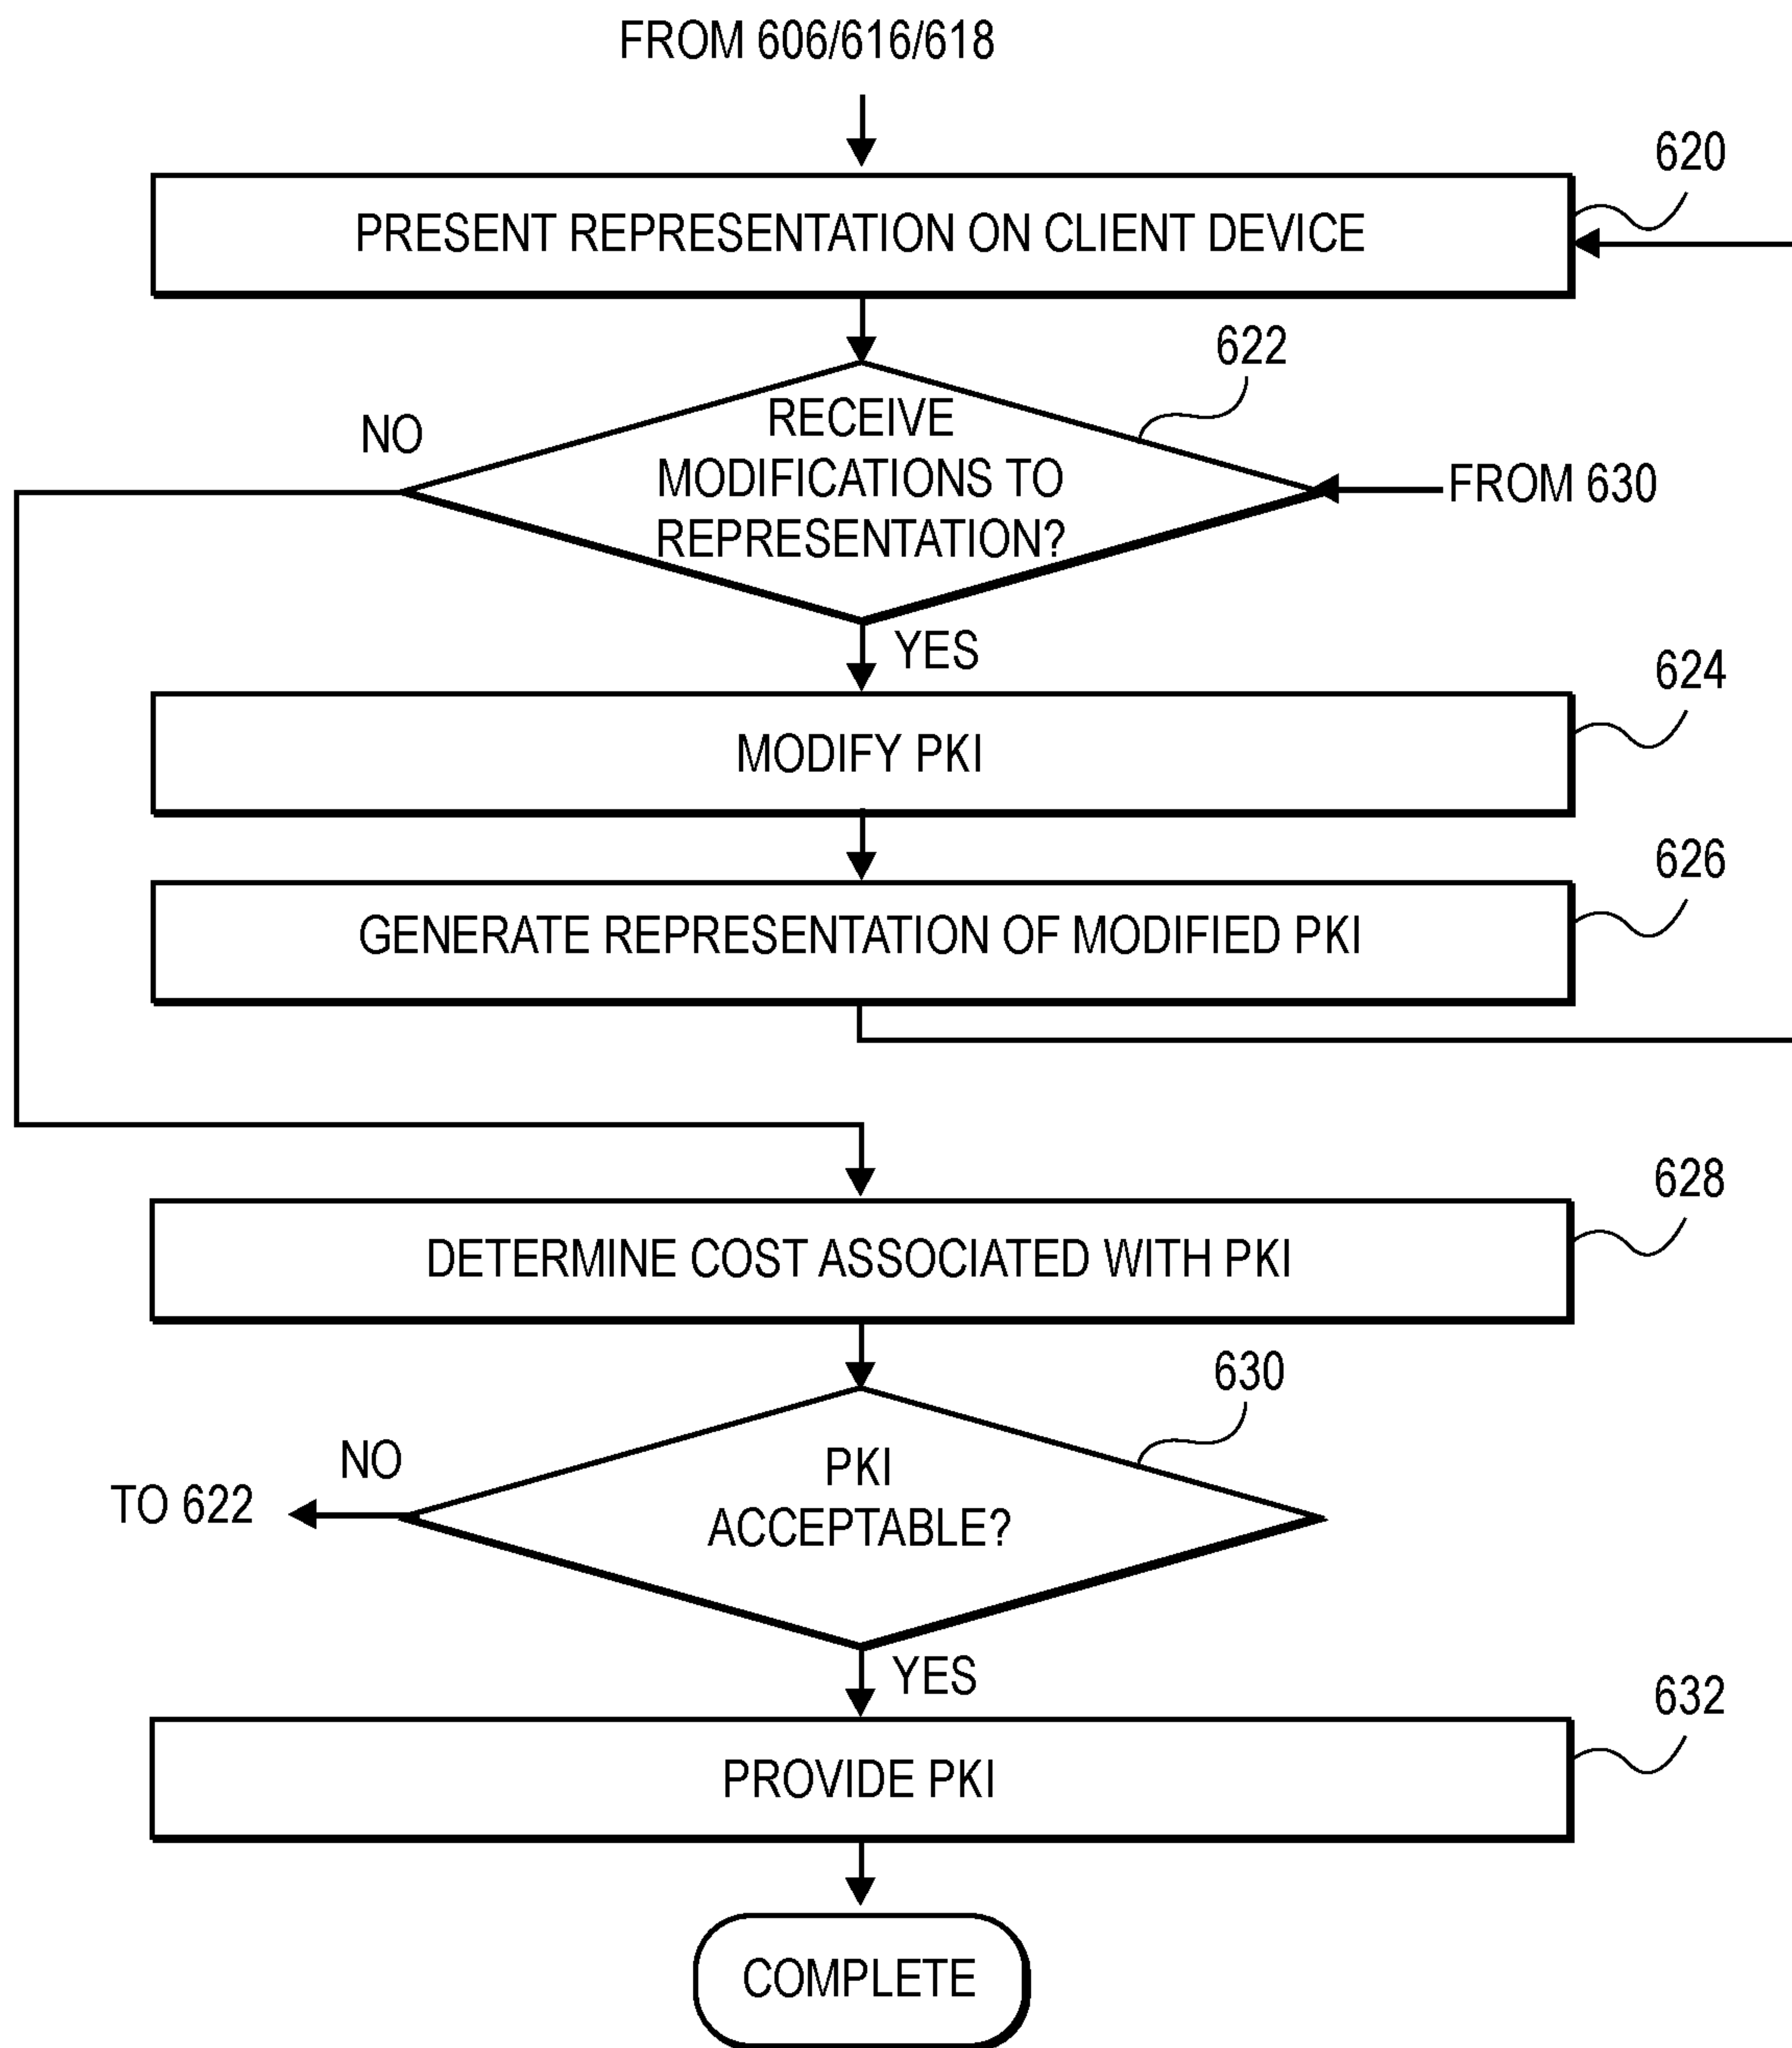 FROM 606/616/618
620
PRESENT REPRESENTATION ON CLIENT DEVICE
622
NO
RECEIVE
MODIFICATIONS TO
REPRESENTATION?
FROM 630
YES
624
MODIFY PKI
626
GENERATE REPRESENTATION OF MODIFIED PKI
628
DETERMINE COST ASSOCIATED WITH PKI
630
NO
TO 622
PKI
ACCEPTABLE?
YES
632
PROVIDE PKI
COMPLETE